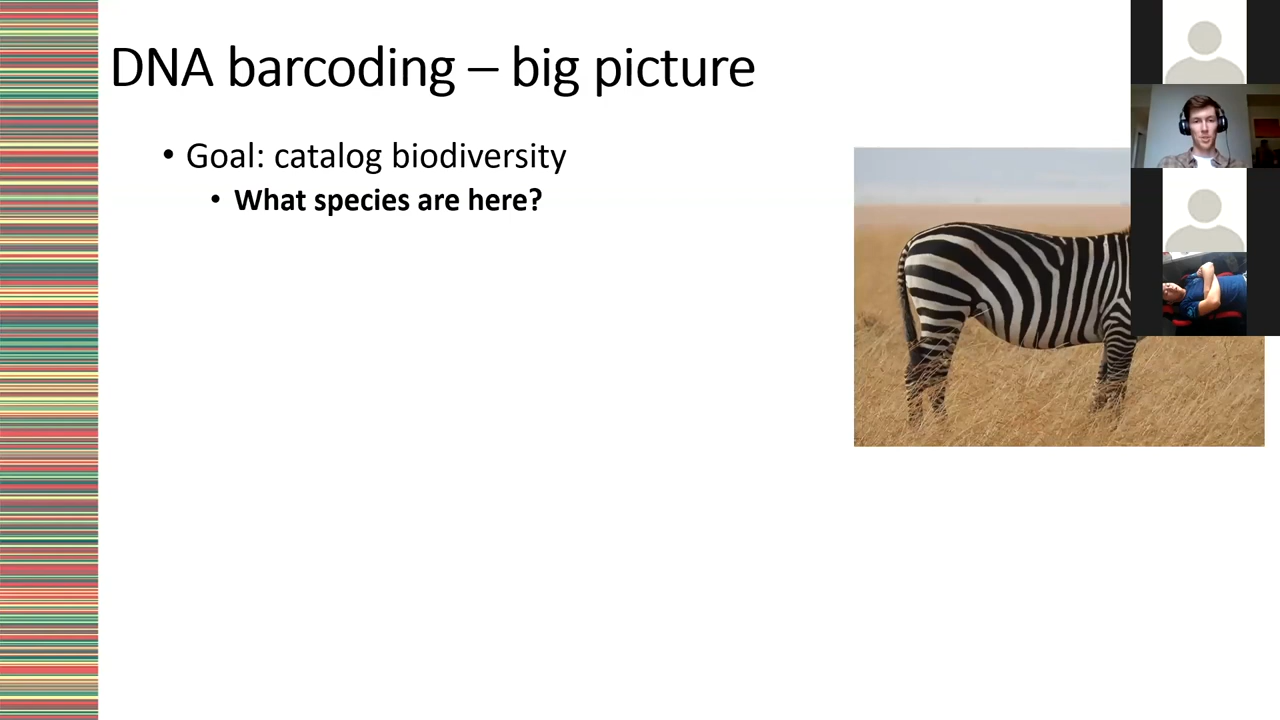 DNA barcoding – big picture
• Goal: catalog biodiversity
• What species are here?